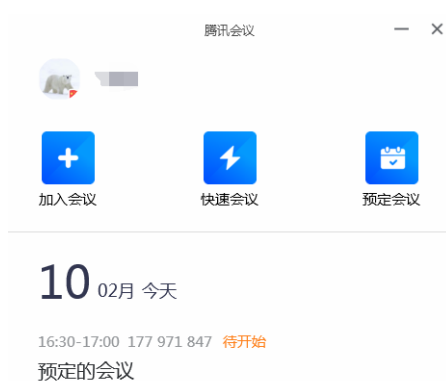 腾讯会议
加入会议 快速会议 预定会议
10 02月 今天
16:30-17:00 177 971 847 待开始
预定的会议